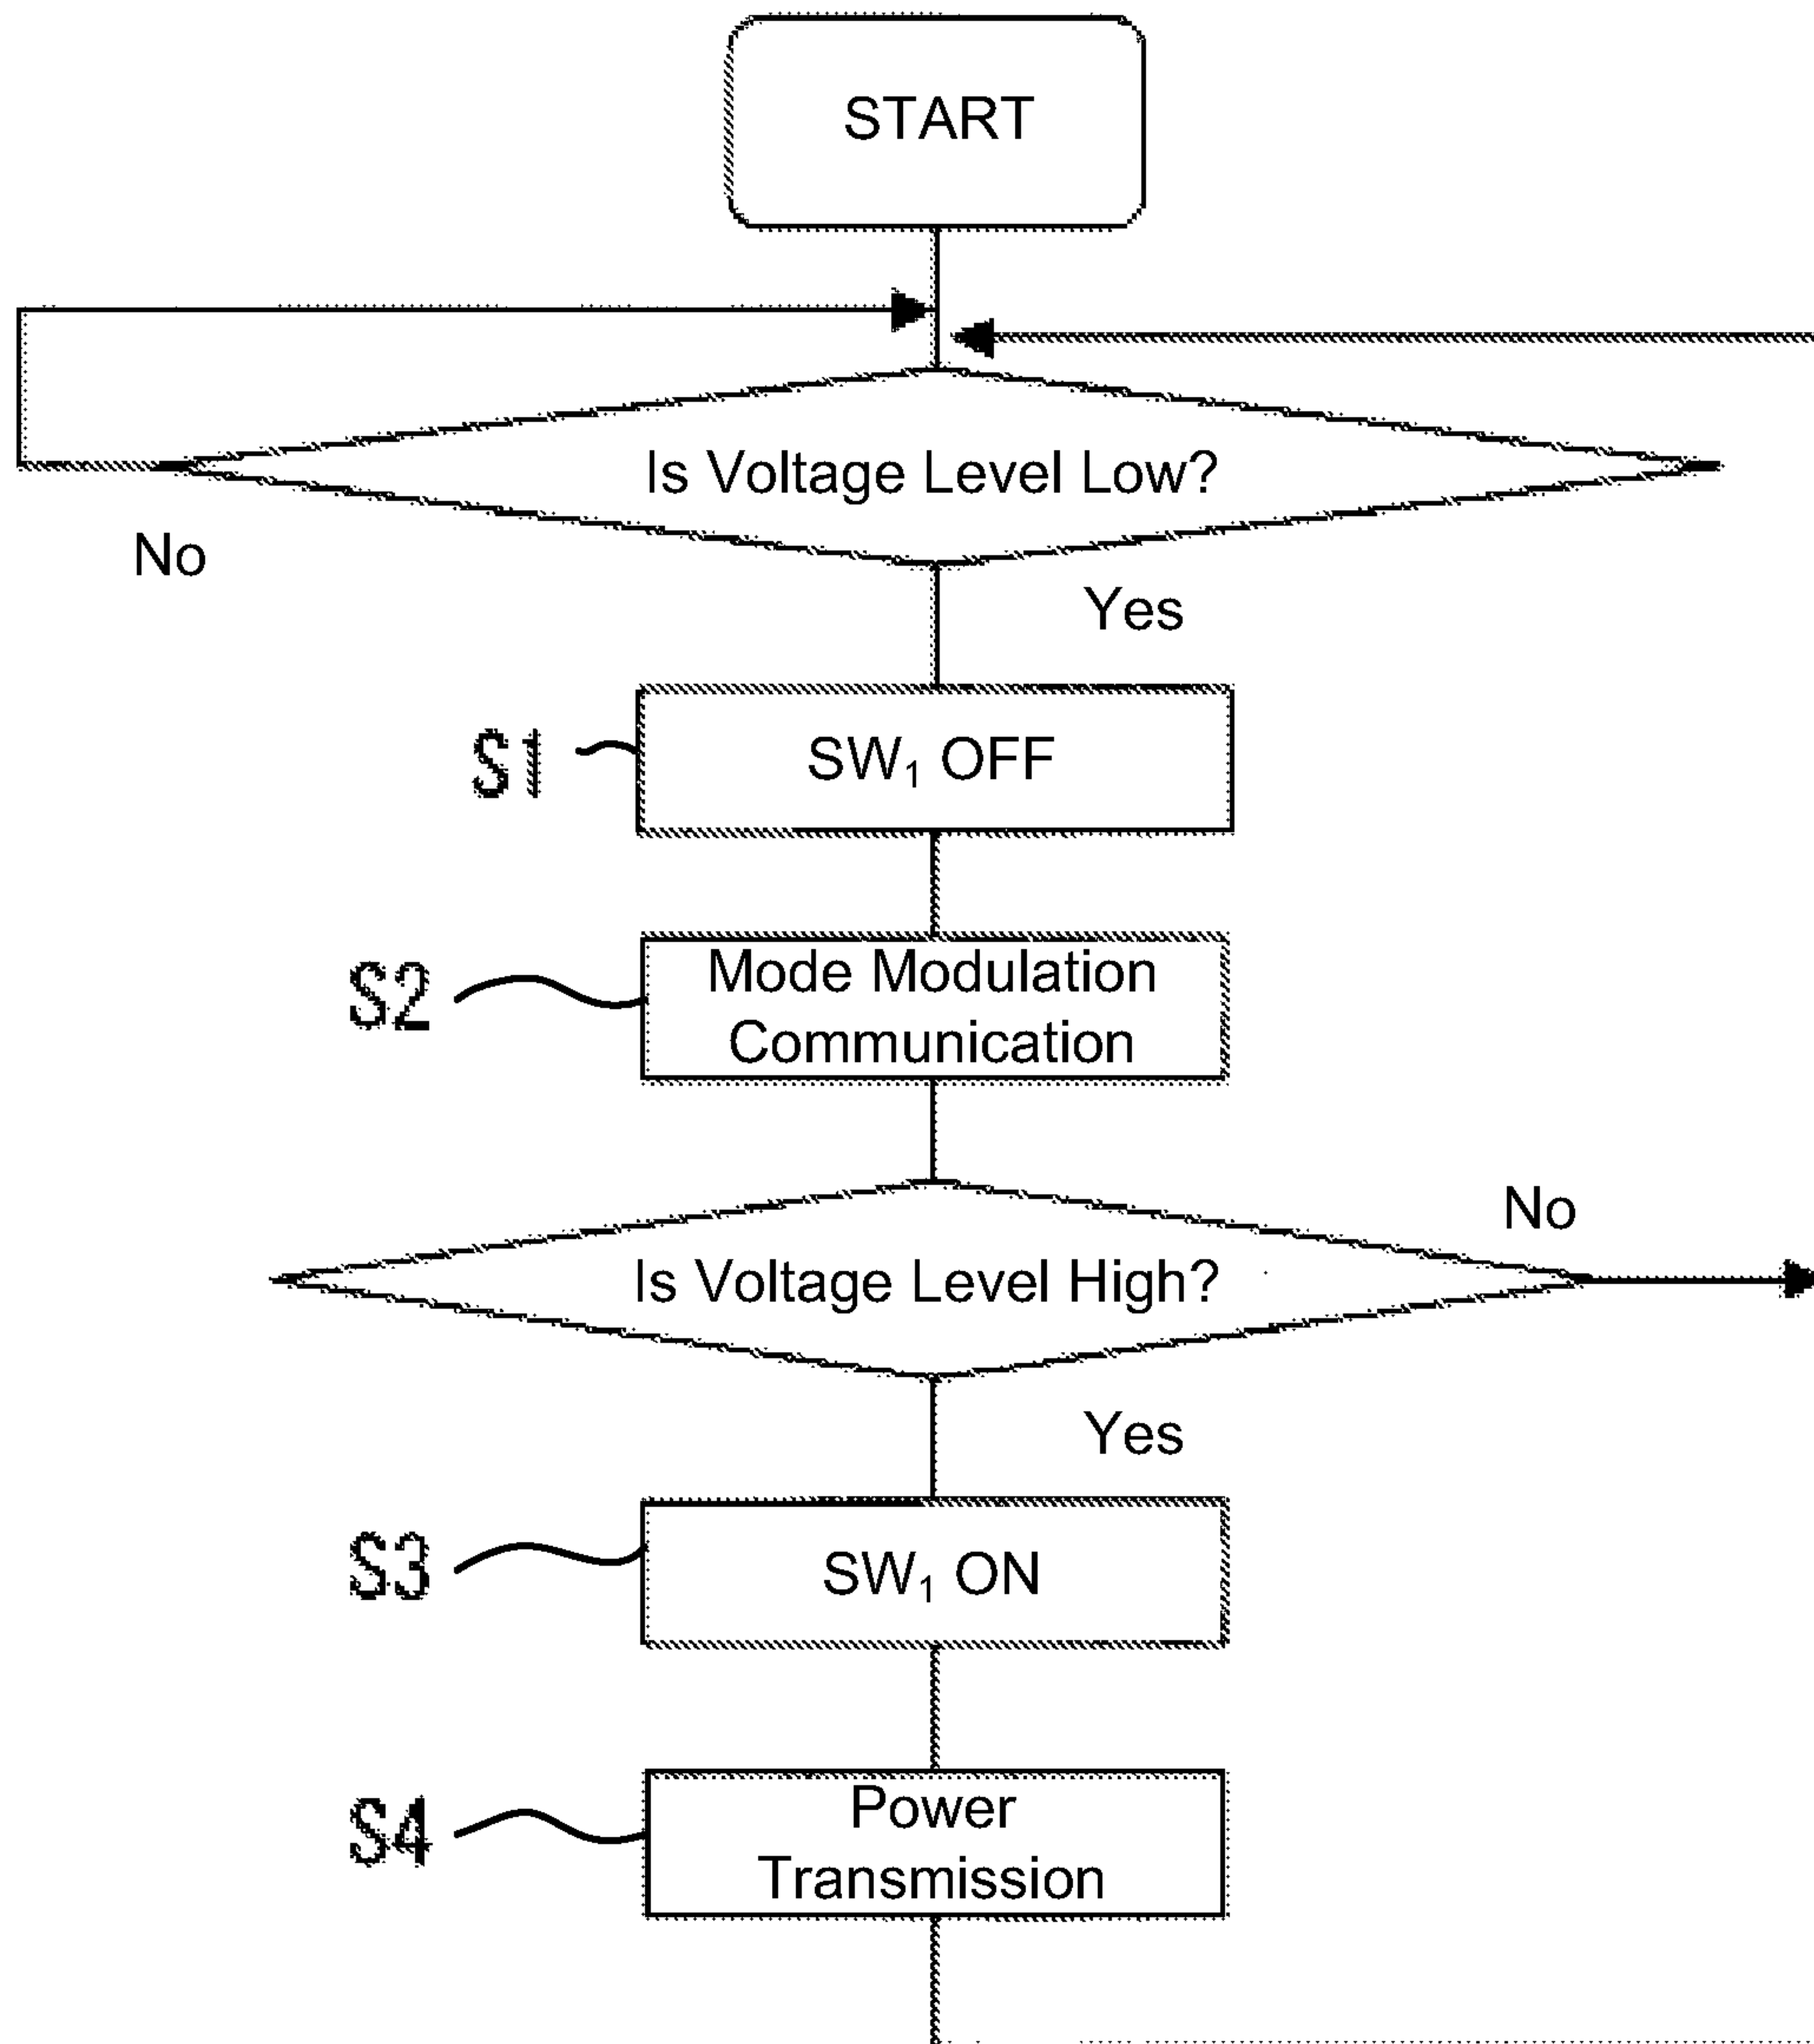 START
Is Voltage Level Low?
No
Yes
S1
SW₁ OFF
S2
Mode Modulation
Communication
No
Is Voltage Level High?
Yes
S3
SW₁ ON
S4
Power
Transmission